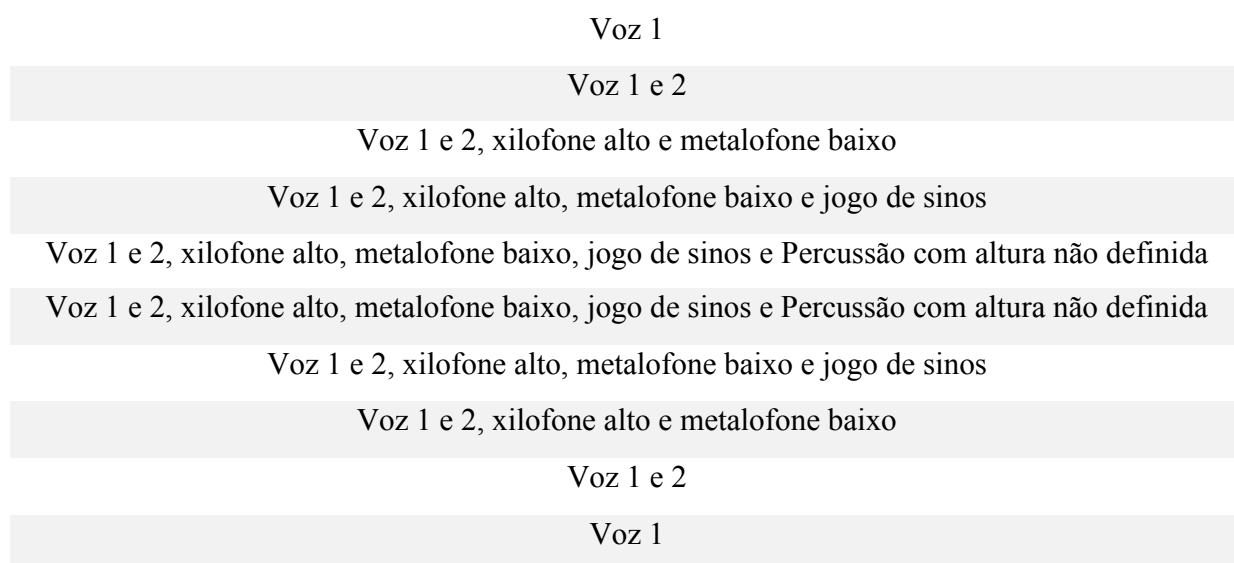 Voz 1
Voz 1 e 2
Voz 1 e 2, xilofone alto e metalofone baixo
Voz 1 e 2, xilofone alto, metalofone baixo e jogo de sinos
Voz 1 e 2, xilofone alto, metalofone baixo, jogo de sinos e Percussão com altura não definida
Voz 1 e 2, xilofone alto, metalofone baixo, jogo de sinos e Percussão com altura não definida
Voz 1 e 2, xilofone alto, metalofone baixo e jogo de sinos
Voz 1 e 2, xilofone alto e metalofone baixo
Voz 1 e 2
Voz 1